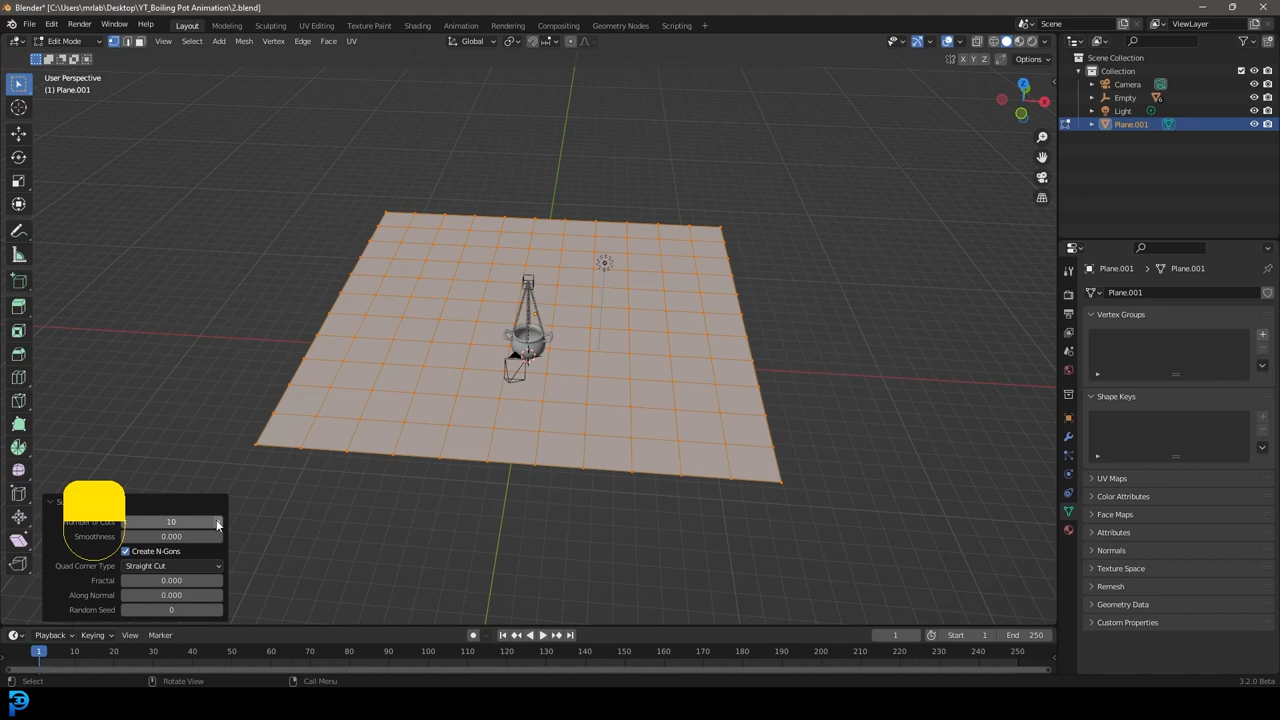 Blender* [C:\Users\mrlab\Desktop\YT_Boiling Pot Animation\2.blend]
File Edit Render Window Help Layout Modeling Sculpting UV Editing Texture Paint Shading Animation Rendering Compositing Geometry Nodes Scripting + Scene ViewLayer
Edit Mode View Select Add Mesh Vertex Edge Face UV Global
X Y Z Options
User Perspective
(1) Plane.001
Z
X
Scene Collection
Collection
Camera
Empty 6
Light
Plane.001
Plane.001 > Plane.001
Plane.001
Vertex Groups
Shape Keys
UV Maps
Color Attributes
Face Maps
Attributes
Normals
Texture Space
Remesh
Geometry Data
Custom Properties
Number of Cuts 10
Smoothness 0.000
Create N-Gons
Quad Corner Type Straight Cut
Fractal 0.000
Along Normal 0.000
Random Seed 0
Playback Keying View Marker 1 Start 1 End 250
1 10 20 30 40 50 60 70 80 90 100 110 120 130 140 150 160 170 180 190 200 210 220 230 240 250
Select Rotate View Call Menu 3.2.0 Beta